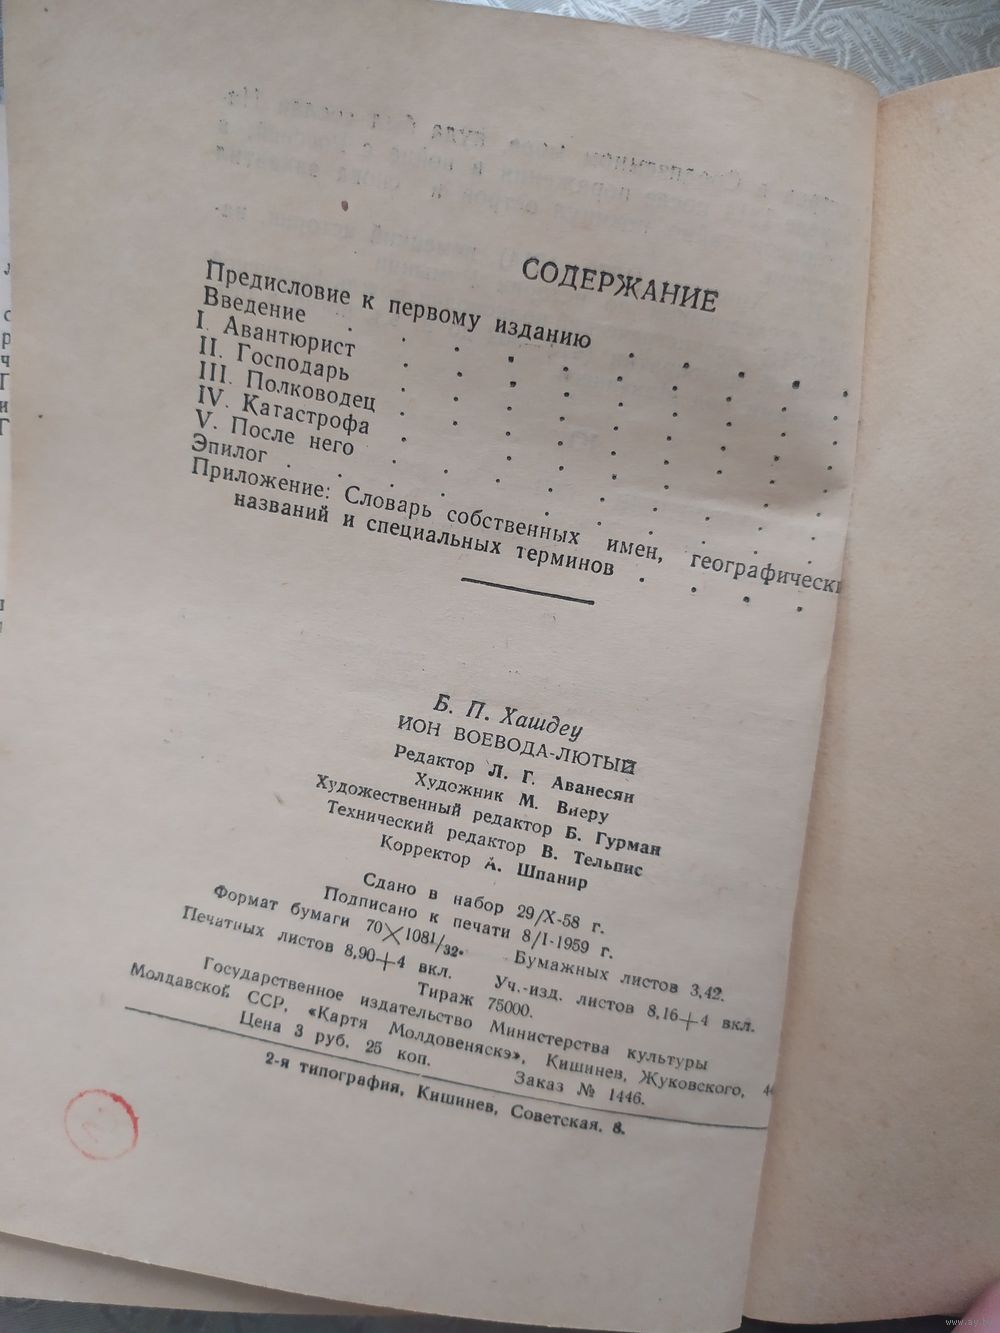 СОДЕРЖАНИЕ
Предисловие к первому изданию . . . . .
Введение . . . . . . . . . .
I. Авантюрист . . . . . . . . .
II. Господарь . . . . . . . . .
III. Полководец . . . . . . . . .
IV. Катастрофа . . . . . . . . .
V. После него . . . . . . . . .
Эпилог . . . . . . . . . .
Приложение: Словарь собственных имен, географически
названий и специальных терминов . . . .
Б. П. Хашдеу
ИОН ВОЕВОДА-ЛЮТЫЙ
Редактор Л. Г. Аванесян
Художник М. Виеру
Художественный редактор Б. Гурман
Технический редактор В. Тельпис
Корректор А. Шпанир
Сдано в набор 29/X-58 г.
Подписано к печати 8/I-1959 г.
Формат бумаги 70×108¹/₃₂. Бумажных листов 3,42.
Печатных листов 8,90+4 вкл. Уч.-изд. листов 8,16+4 вкл.
Тираж 75000.
Государственное издательство Министерства культуры
Молдавской ССР, «Картя Молдовеняскэ», Кишинев, Жуковского,
Цена 3 руб. 25 коп. Заказ № 1446.
2-я типография, Кишинев, Советская, 8.